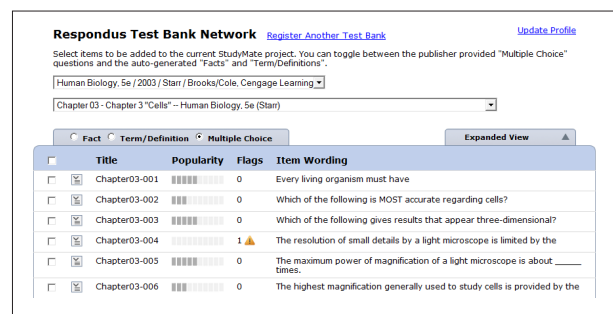 Respondus Test Bank Network Register Another Test Bank Update Profile
Select items to be added to the current StudyMate project. You can toggle between the publisher provided "Multiple Choice"
questions and the auto-generated "Facts" and "Term/Definitions".
Human Biology, 5e / 2003 / Starr / Brooks/Cole, Cengage Learning
Chapter 03 - Chapter 3 "Cells" -- Human Biology, 5e (Starr)
Fact Term/Definition Multiple Choice Expanded View
Title Popularity Flags Item Wording
Chapter03-001 0 Every living organism must have
Chapter03-002 0 Which of the following is MOST accurate regarding cells?
Chapter03-003 0 Which of the following gives results that appear three-dimensional?
Chapter03-004 1 The resolution of small details by a light microscope is limited by the
Chapter03-005 0 The maximum power of magnification of a light microscope is about _____
times.
Chapter03-006 0 The highest magnification generally used to study cells is provided by the